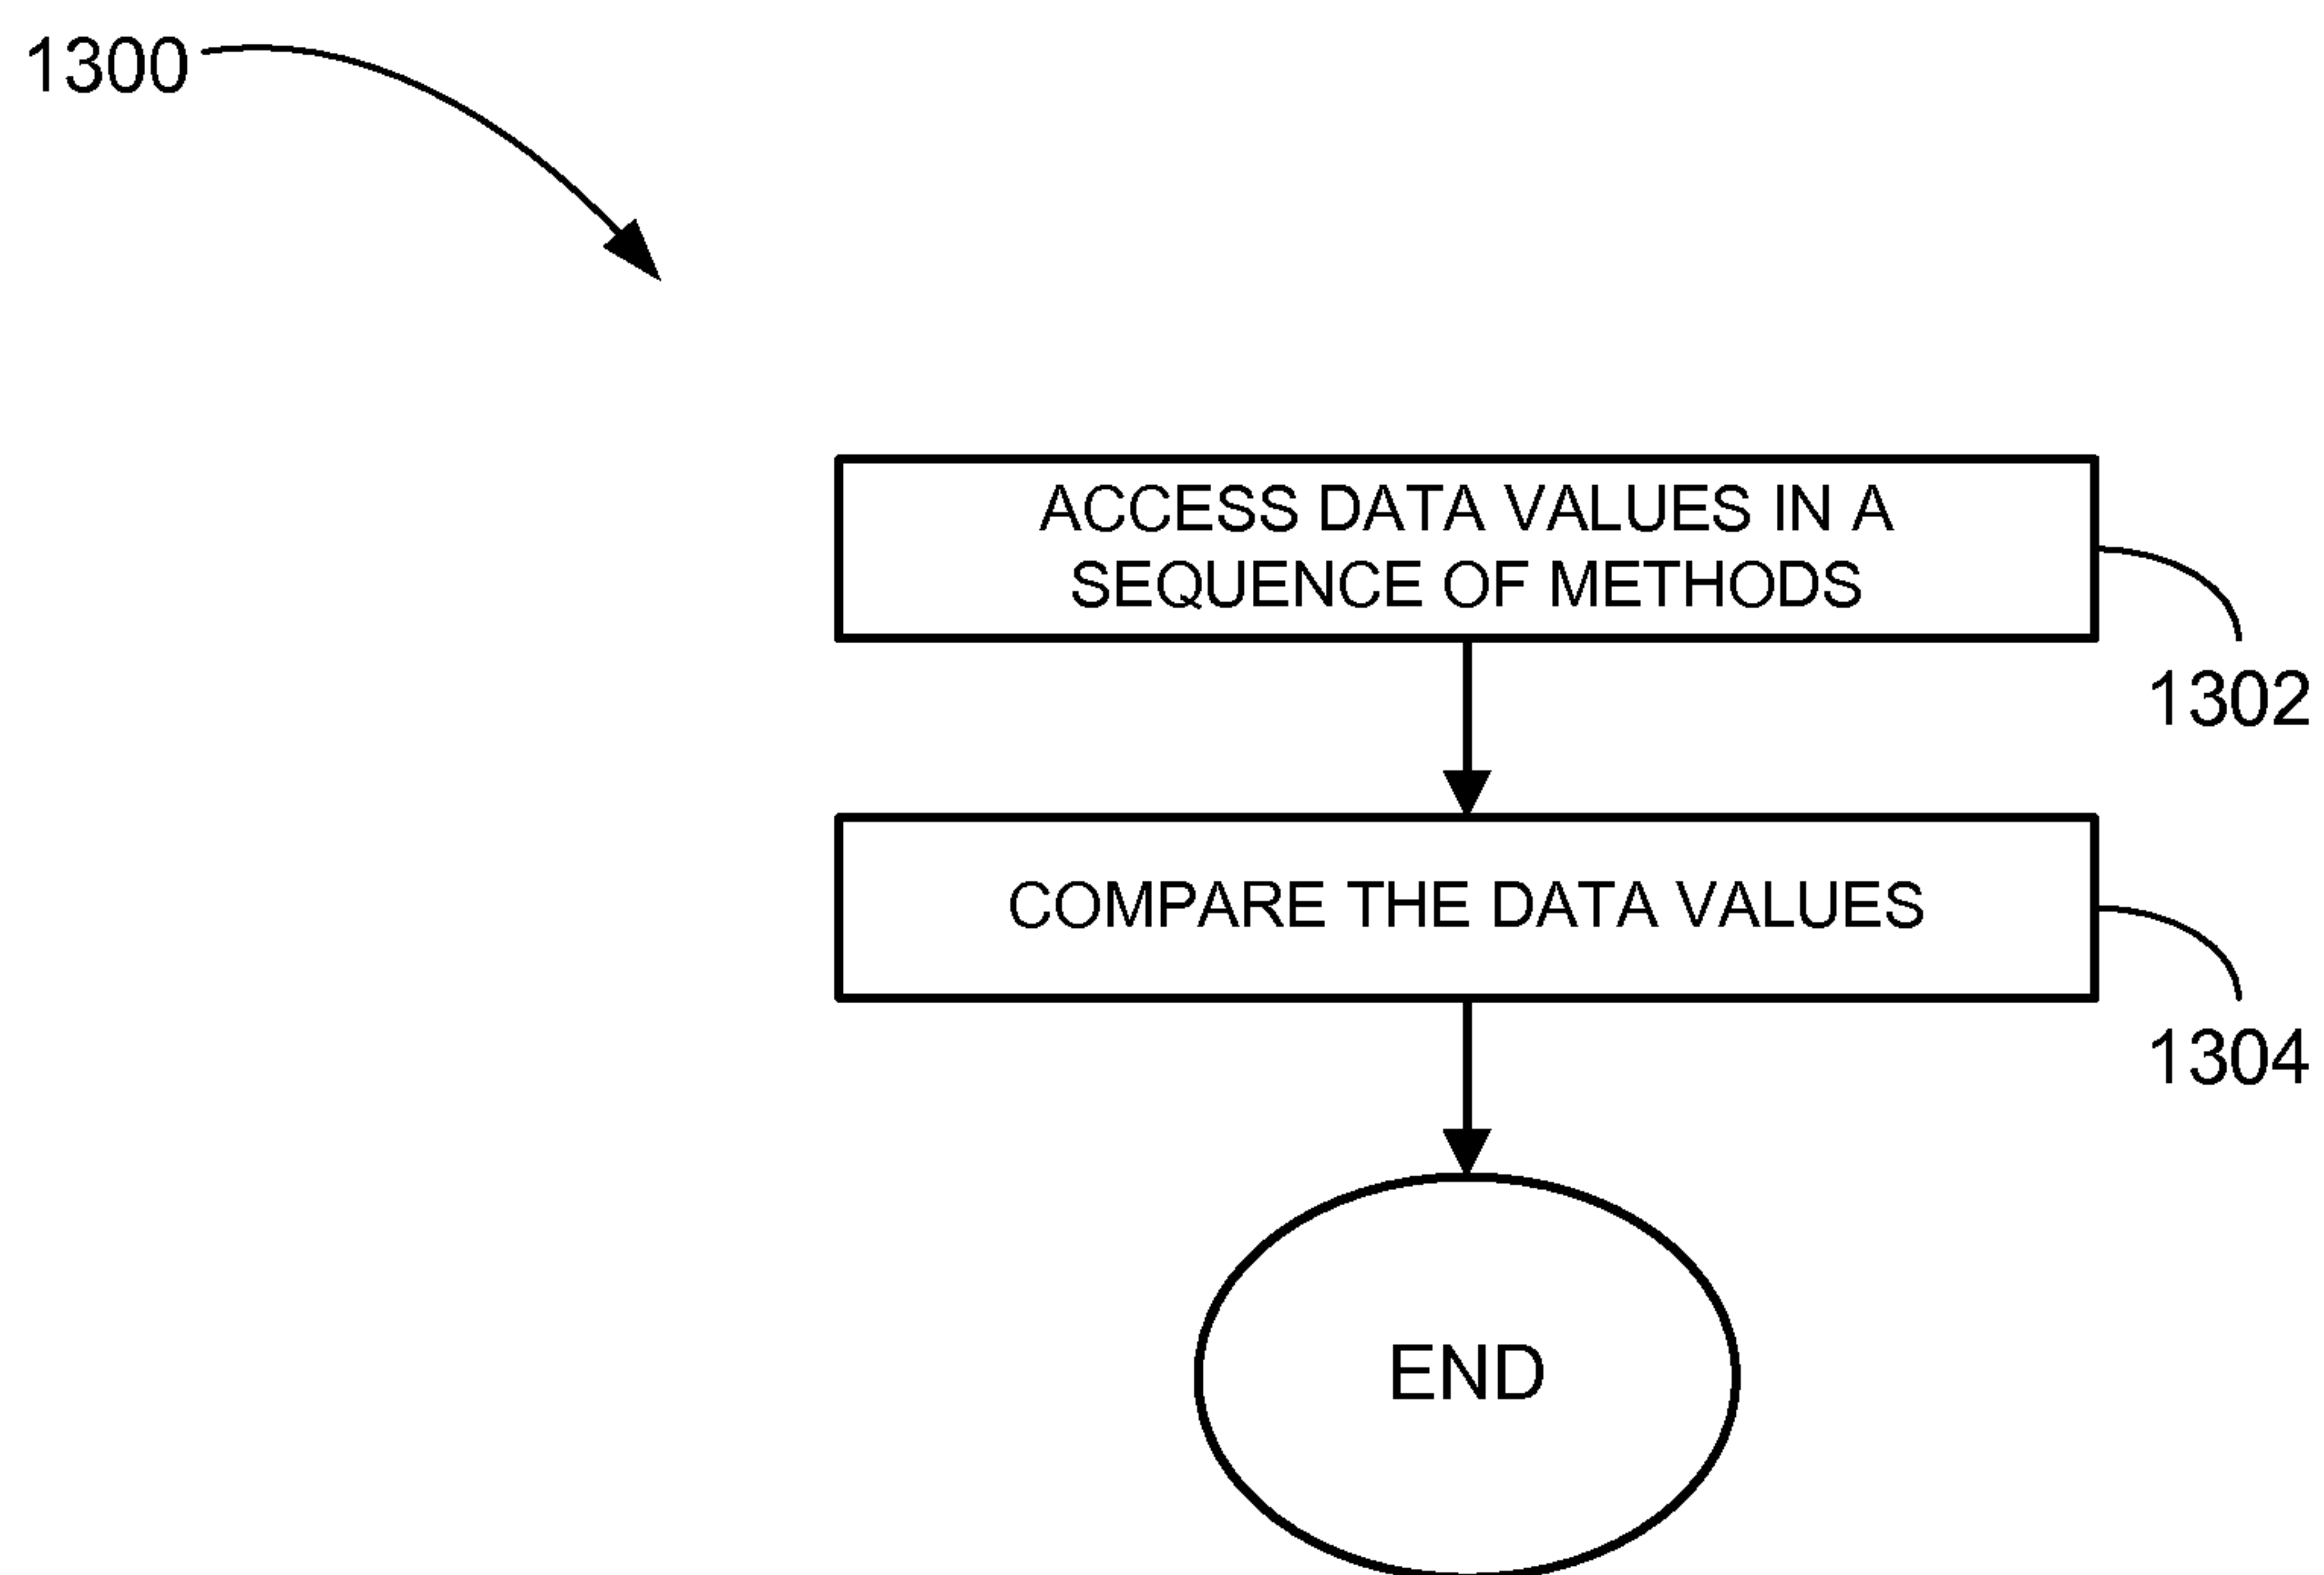 1300
ACCESS DATA VALUES IN A
SEQUENCE OF METHODS
1302
COMPARE THE DATA VALUES
1304
END